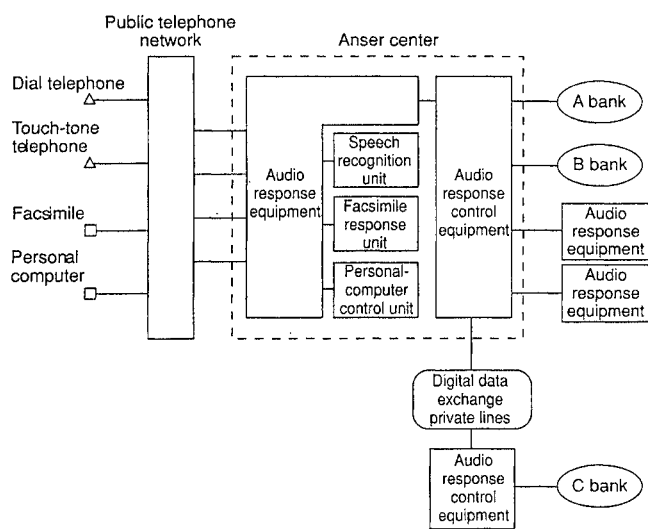 Public telephone
network
Anser center
Dial telephone
Touch-tone
telephone
Facsimile
Personal
computer
Audio
response
equipment
Speech
recognition
unit
Facsimile
response
unit
Personal-
computer
control unit
Audio
response
control
equipment
A bank
B bank
Audio
response
equipment
Audio
response
equipment
Digital data
exchange
private lines
Audio
response
control
equipment
C bank